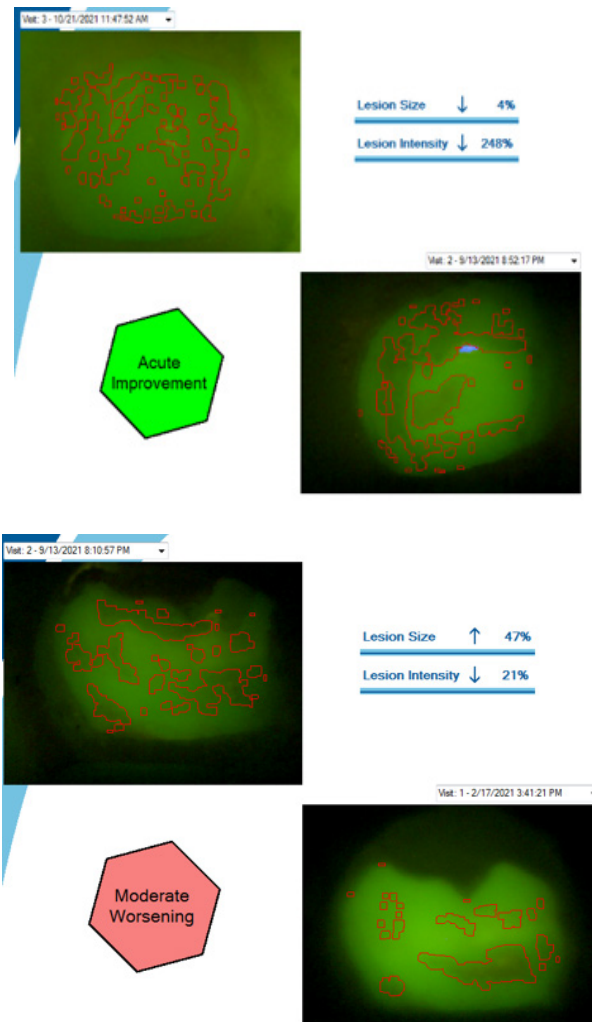 Visit: 3 - 10/21/2021 11:47:52 AM
Lesion Size ↓ 4%
Lesion Intensity ↓ 248%
Visit: 2 - 9/13/2021 8:52:17 PM
Acute
Improvement
Visit: 2 - 9/13/2021 8:10:57 PM
Lesion Size ↑ 47%
Lesion Intensity ↓ 21%
Visit: 1 - 2/17/2021 3:41:21 PM
Moderate
Worsening